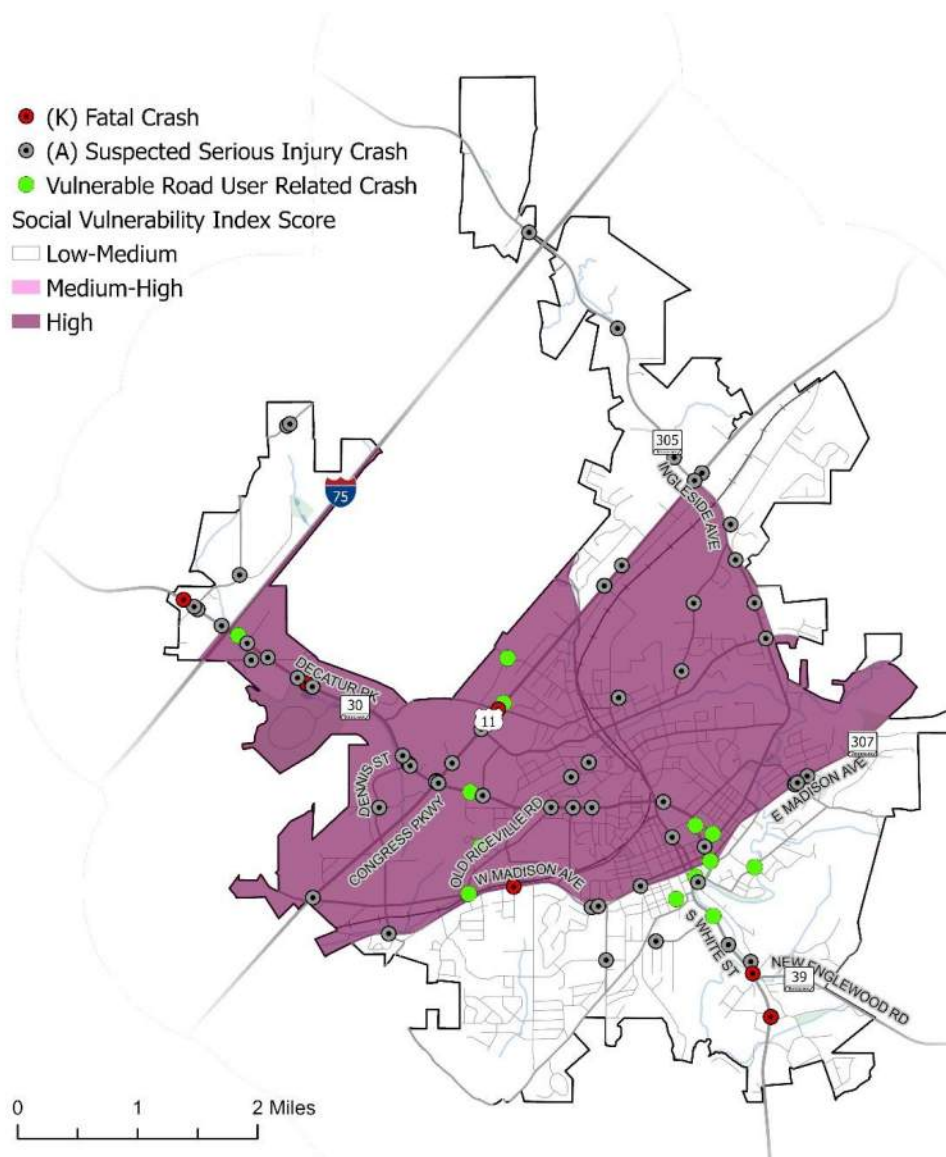 (K) Fatal Crash
(A) Suspected Serious Injury Crash
Vulnerable Road User Related Crash
Social Vulnerability Index Score
Low-Medium
Medium-High
High
305
INGLESIDE AVE
75
DECATUR PK
30
11
307
DENNIS ST
E MADISON AVE
CONGRESS PKWY
OLD RICEVILLE RD
W MADISON AVE
S WHITE ST
NEW ENGLEWOOD RD
39
0 1 2 Miles